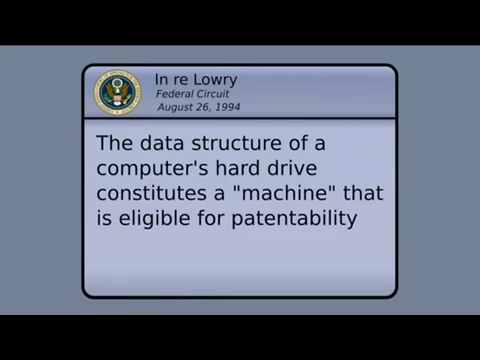 In re Lowry
Federal Circuit
August 26, 1994
The data structure of a
computer's hard drive
constitutes a "machine" that
is eligible for patentability